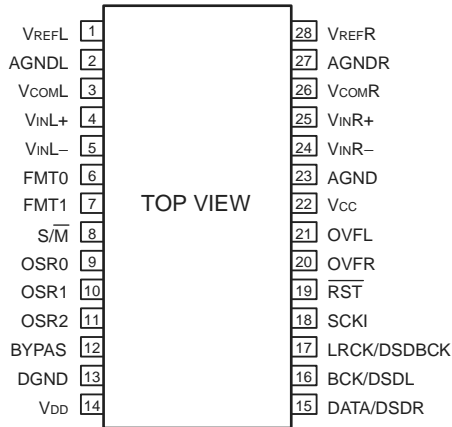 VREFL 1 28 VREFR
AGNDL 2 27 AGNDR
VCOML 3 26 VCOMR
VINL+ 4 25 VINR+
VINL− 5 24 VINR−
FMT0 6 23 AGND
FMT1 7 TOP VIEW 22 VCC
S/M̅ 8 21 OVFL
OSR0 9 20 OVFR
OSR1 10 19 R̅S̅T̅
OSR2 11 18 SCKI
BYPAS 12 17 LRCK/DSDBCK
DGND 13 16 BCK/DSDL
VDD 14 15 DATA/DSDR